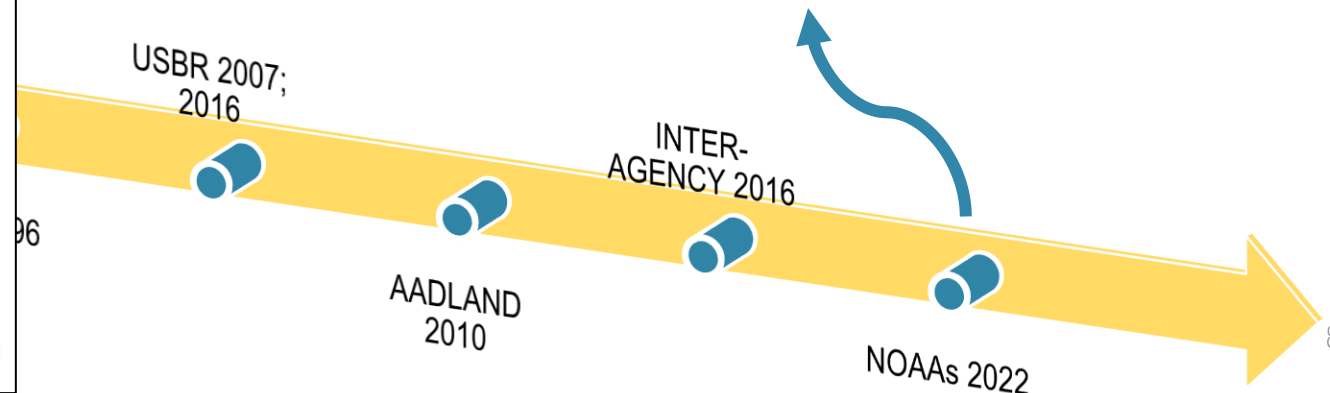 USBR 2007;
2016
INTER-
AGENCY 2016
96
AADLAND
2010
NOAAs 2022